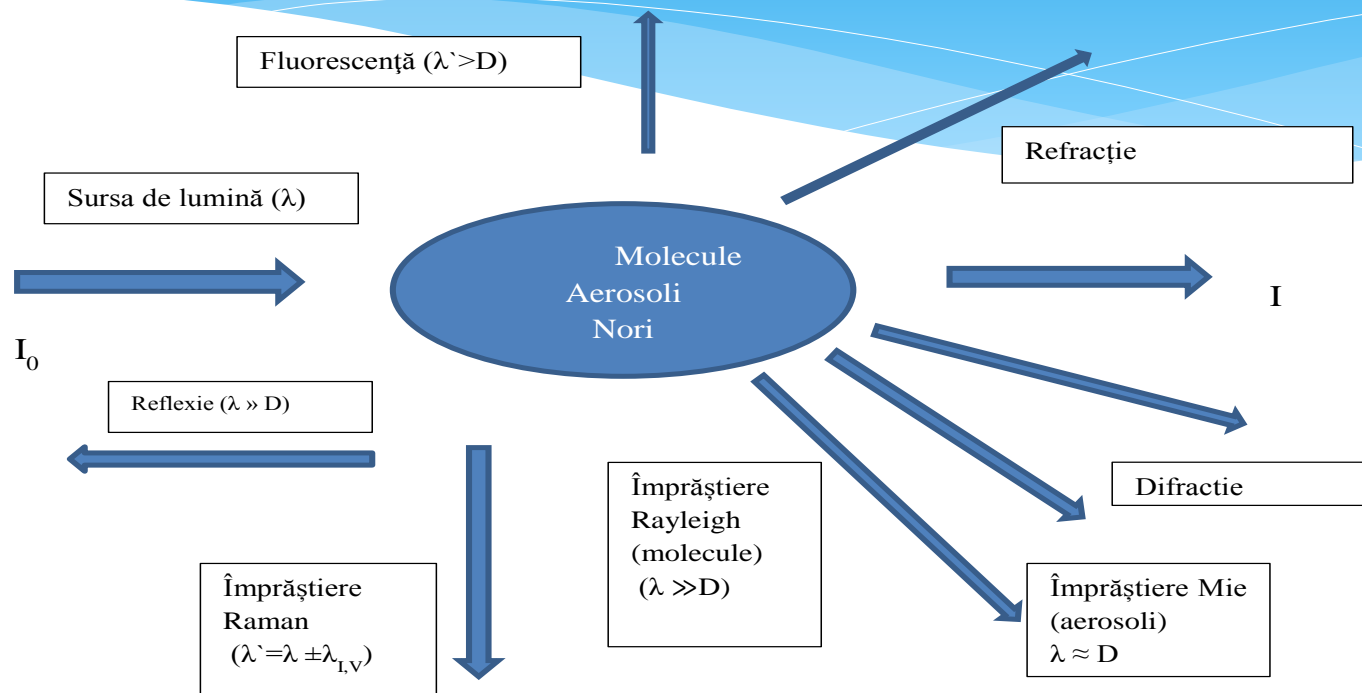 Fluorescenţă (λ`>D)
Refracție
Sursa de lumină (λ)
Molecule
Aerosoli
Nori
I
I₀
Reflexie (λ » D)
Împrăștiere
Rayleigh
(molecule)
(λ ≫D)
Difractie
Împrăștiere
Raman
(λ`=λ ±λI,V)
Împrăștiere Mie
(aerosoli)
λ ≈ D